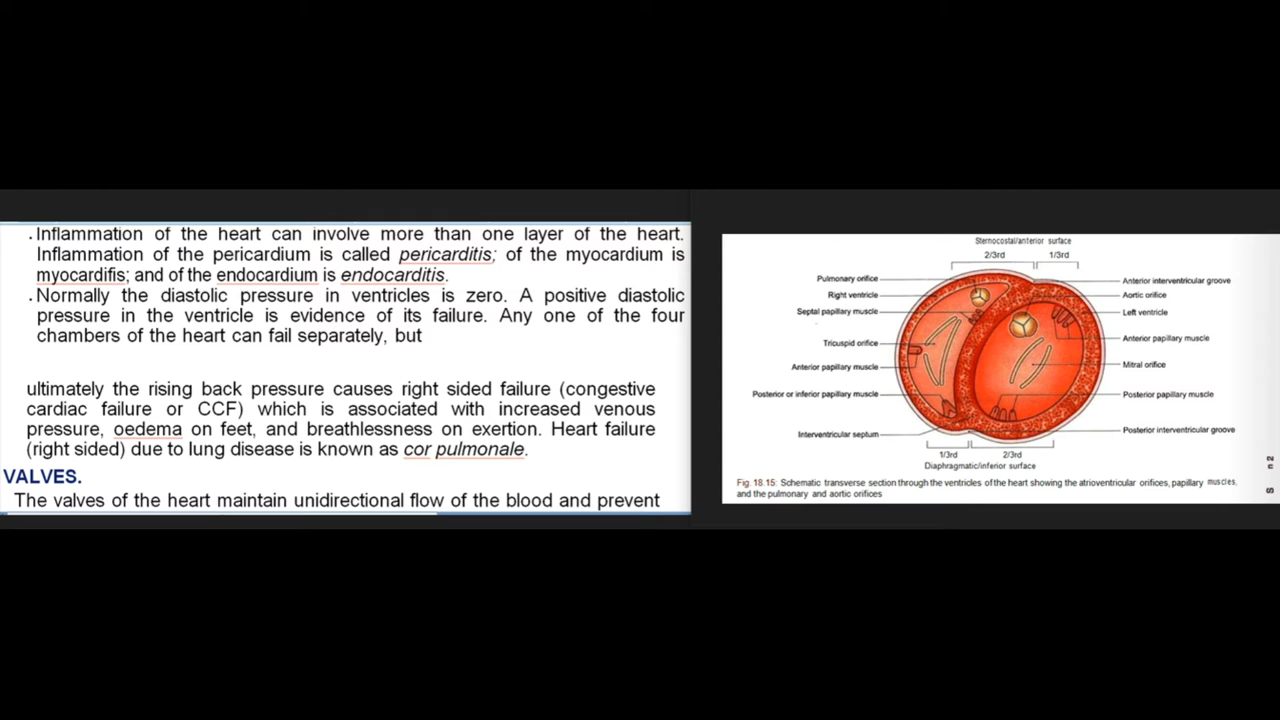 . Inflammation of the heart can involve more than one layer of the heart.
Inflammation of the pericardium is called pericarditis; of the myocardium is
myocardifis; and of the endocardium is endocarditis.
. Normally the diastolic pressure in ventricles is zero. A positive diastolic
pressure in the ventricle is evidence of its failure. Any one of the four
chambers of the heart can fail separately, but
ultimately the rising back pressure causes right sided failure (congestive
cardiac failure or CCF) which is associated with increased venous
pressure, oedema on feet, and breathlessness on exertion. Heart failure
(right sided) due to lung disease is known as cor pulmonale.
VALVES.
The valves of the heart maintain unidirectional flow of the blood and prevent
Sternocostal/anterior surface
2/3rd
1/3rd
Pulmonary orifice
Right ventricle
Septal papillary muscle
Tricuspid orifice
Anterior papillary muscle
Posterior or inferior papillary muscle
Interventricular septum
Anterior interventricular groove
Aortic orifice
Left ventricle
Anterior papillary muscle
Mitral orifice
Posterior papillary muscle
Posterior interventricular groove
1/3rd
2/3rd
Diaphragmatic/inferior surface
Fig. 18.15: Schematic transverse section through the ventricles of the heart showing the atrioventricular orifices, papillary muscles,
and the pulmonary and aortic orifices